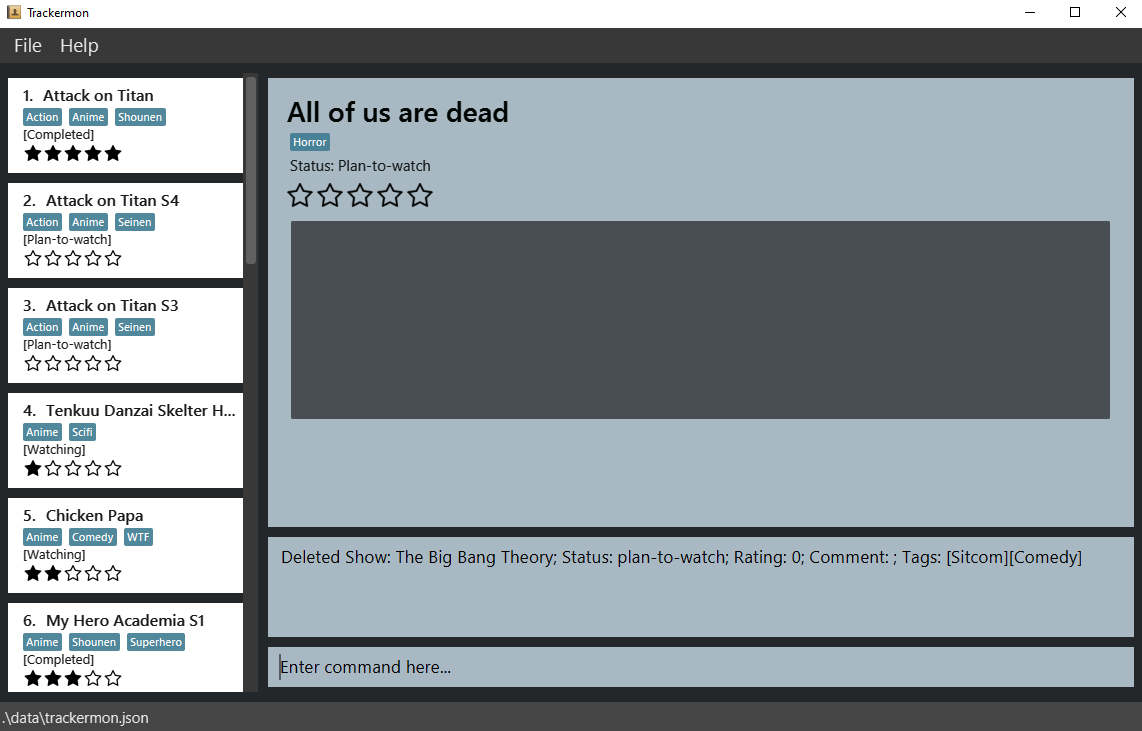 Trackermon
File Help
1. Attack on Titan
Action Anime Shounen
[Completed]
2. Attack on Titan S4
Action Anime Seinen
[Plan-to-watch]
3. Attack on Titan S3
Action Anime Seinen
[Plan-to-watch]
4. Tenkuu Danzai Skelter H...
Anime Scifi
[Watching]
5. Chicken Papa
Anime Comedy WTF
[Watching]
6. My Hero Academia S1
Anime Shounen Superhero
[Completed]
All of us are dead
Horror
Status: Plan-to-watch
Deleted Show: The Big Bang Theory; Status: plan-to-watch; Rating: 0; Comment: ; Tags: [Sitcom][Comedy]
Enter command here...
.\data\trackermon.json